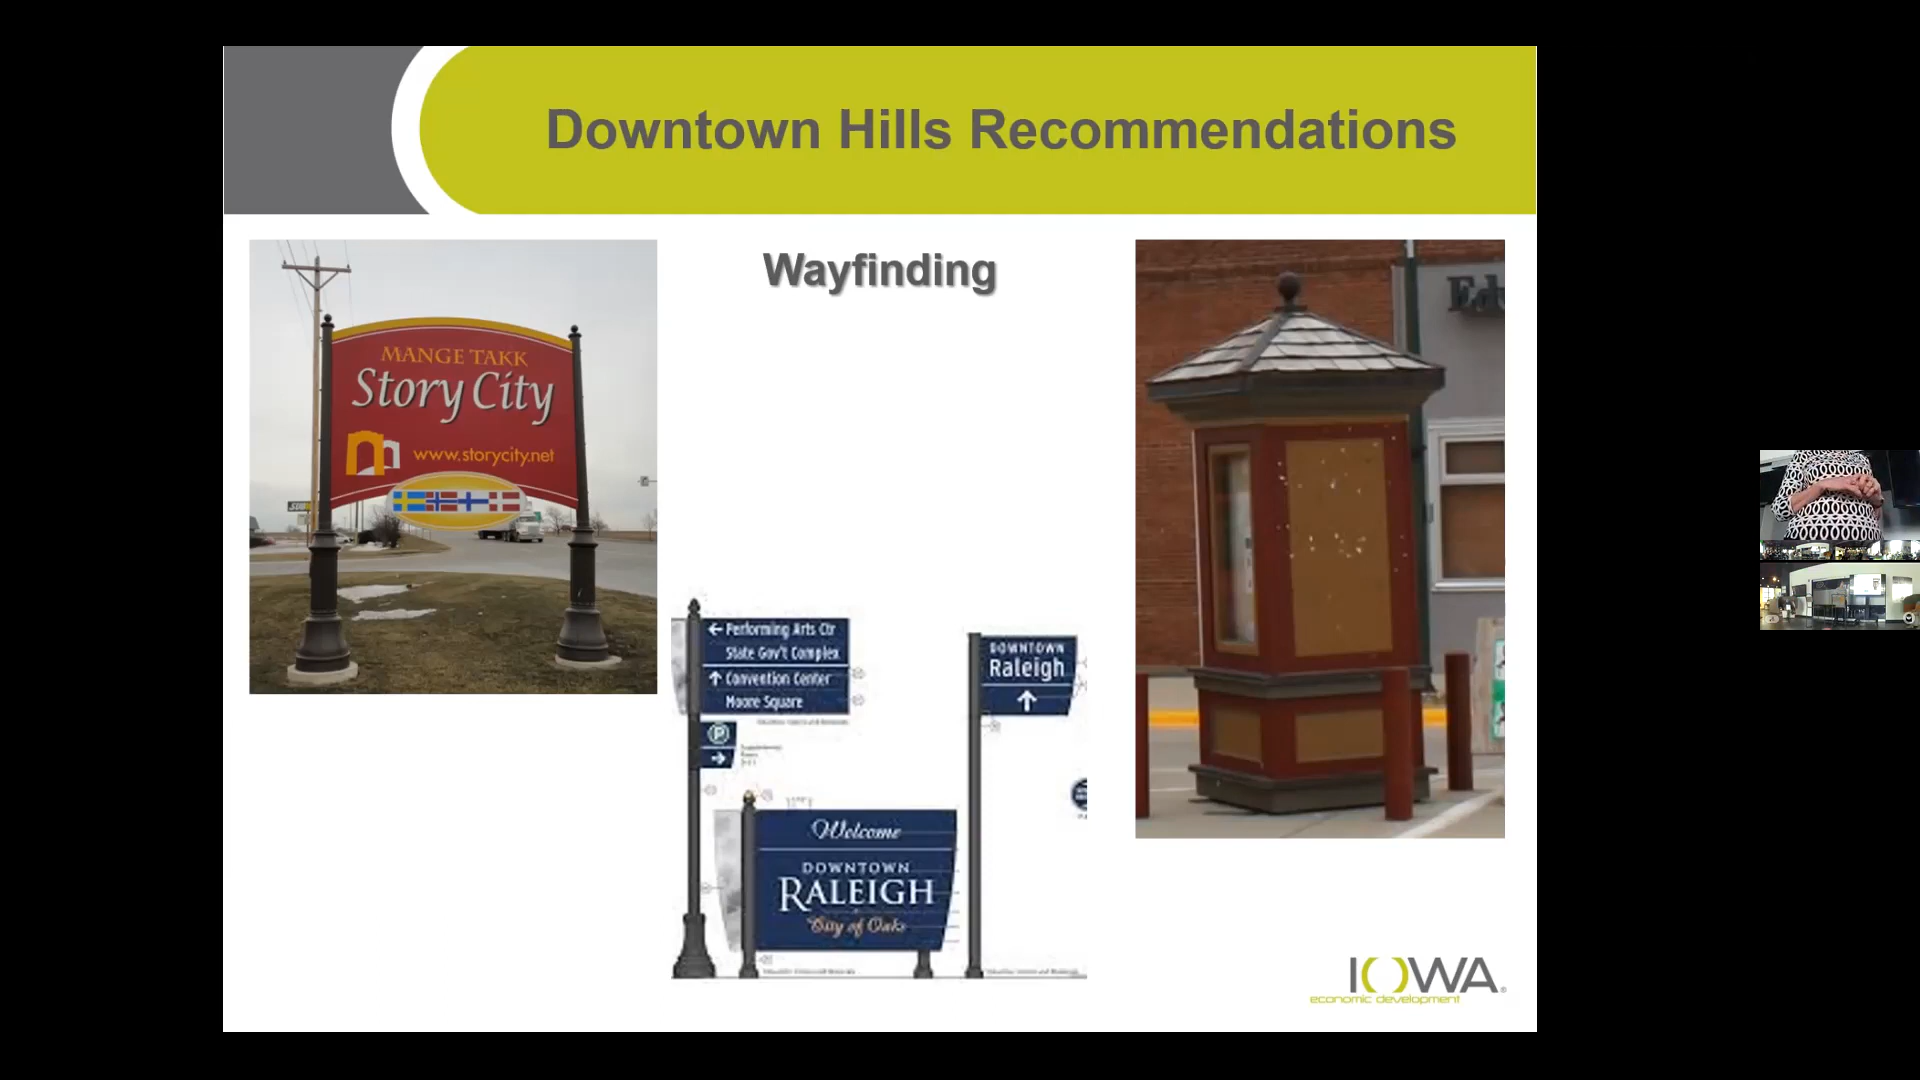 Downtown Hills Recommendations
Wayfinding
MANGE TAKK
Story City
www.storycity.net
← Performing Arts Ctr
State Gov't Complex
↑ Convention Center
Moore Square
P
→
DOWNTOWN
Raleigh
↑
Welcome
DOWNTOWN
RALEIGH
City of Oaks
IOWA®
economic development